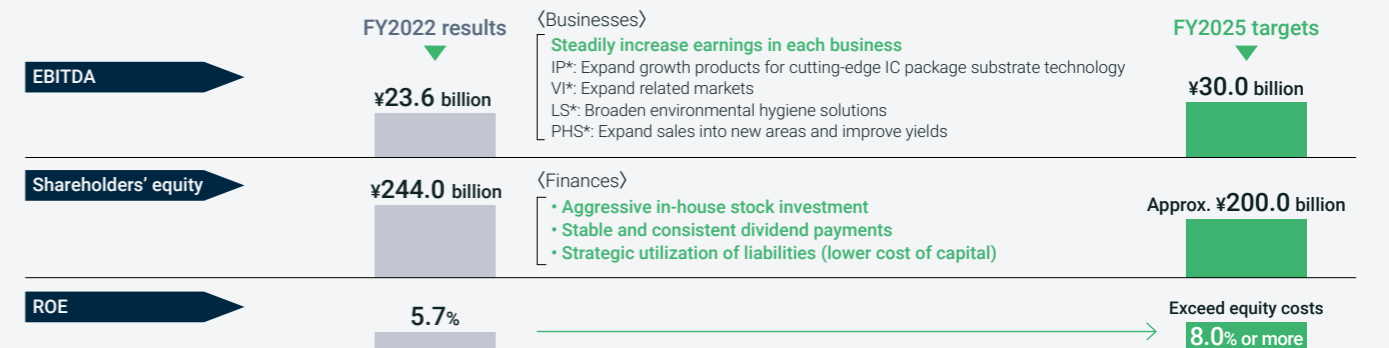 FY2022 results
〈Businesses〉
FY2025 targets
EBITDA
¥23.6 billion
Steadily increase earnings in each business
IP*: Expand growth products for cutting-edge IC package substrate technology
VI*: Expand related markets
LS*: Broaden environmental hygiene solutions
PHS*: Expand sales into new areas and improve yields
¥30.0 billion
Shareholders’ equity
¥244.0 billion
〈Finances〉
• Aggressive in-house stock investment
• Stable and consistent dividend payments
• Strategic utilization of liabilities (lower cost of capital)
Approx. ¥200.0 billion
ROE
5.7%
Exceed equity costs
8.0% or more